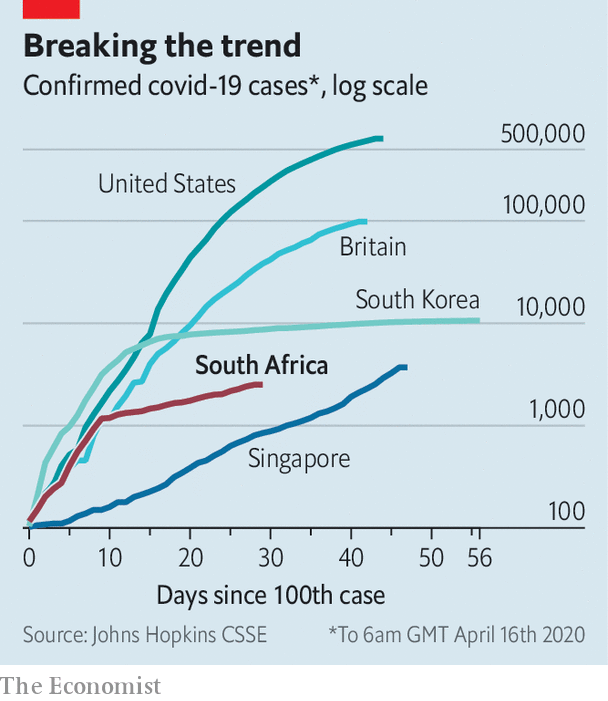 Breaking the trend
Confirmed covid-19 cases*, log scale
500,000
United States
100,000
Britain
South Korea
10,000
South Africa
1,000
Singapore
100
0 10 20 30 40 50 56
Days since 100th case
Source: Johns Hopkins CSSE *To 6am GMT April 16th 2020
The Economist